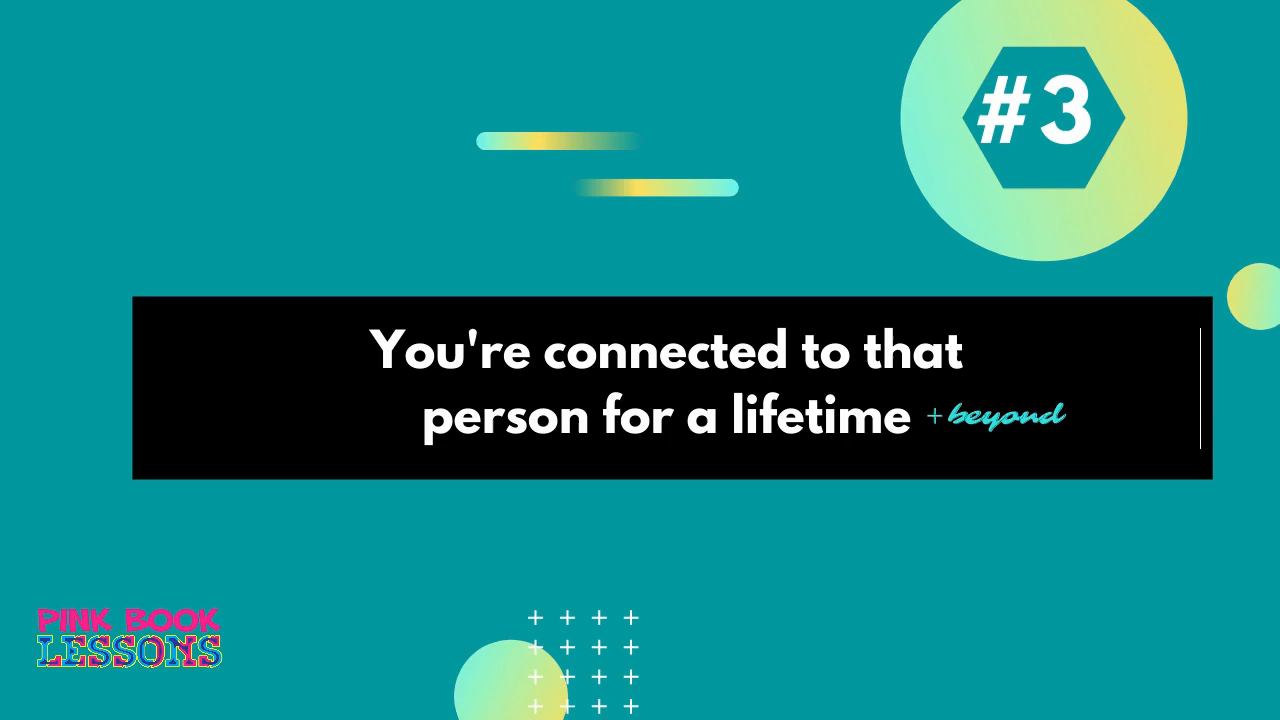 #3
You're connected to that
person for a lifetime + beyond
PINK BOOK
LESSONS